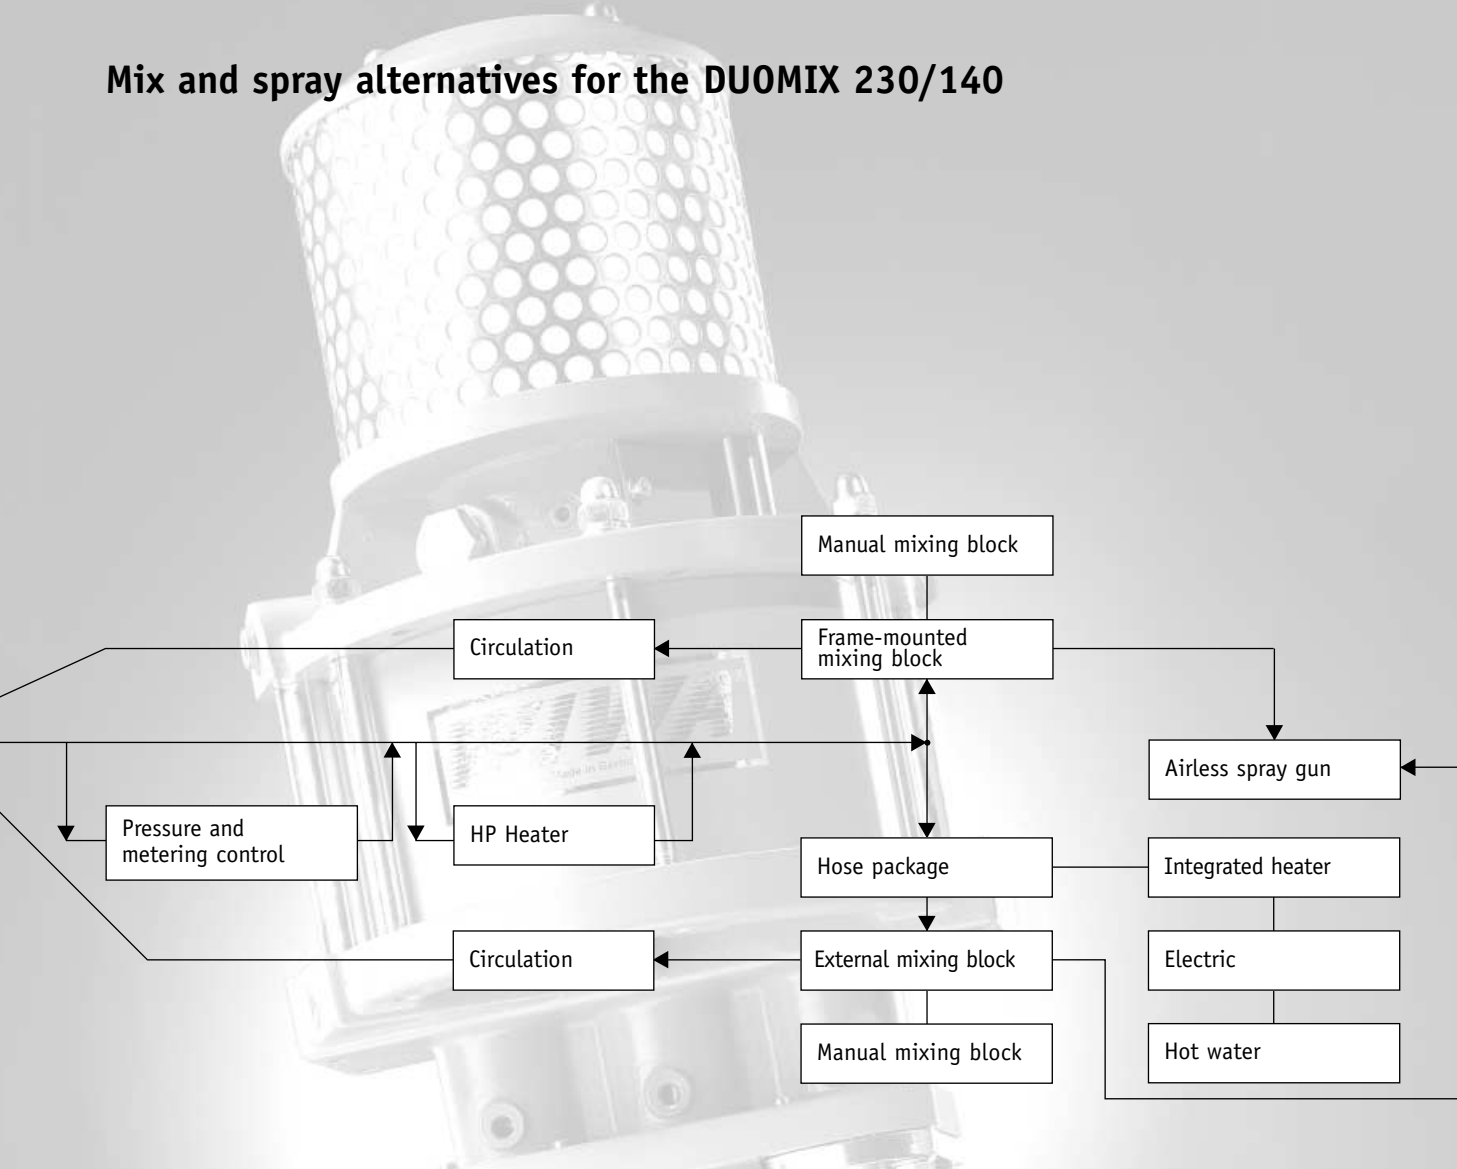 Mix and spray alternatives for the DUOMIX 230/140
Manual mixing block
Circulation
Frame-mounted
mixing block
Airless spray gun
Pressure and
metering control
HP Heater
Hose package
Integrated heater
Circulation
External mixing block
Electric
Manual mixing block
Hot water